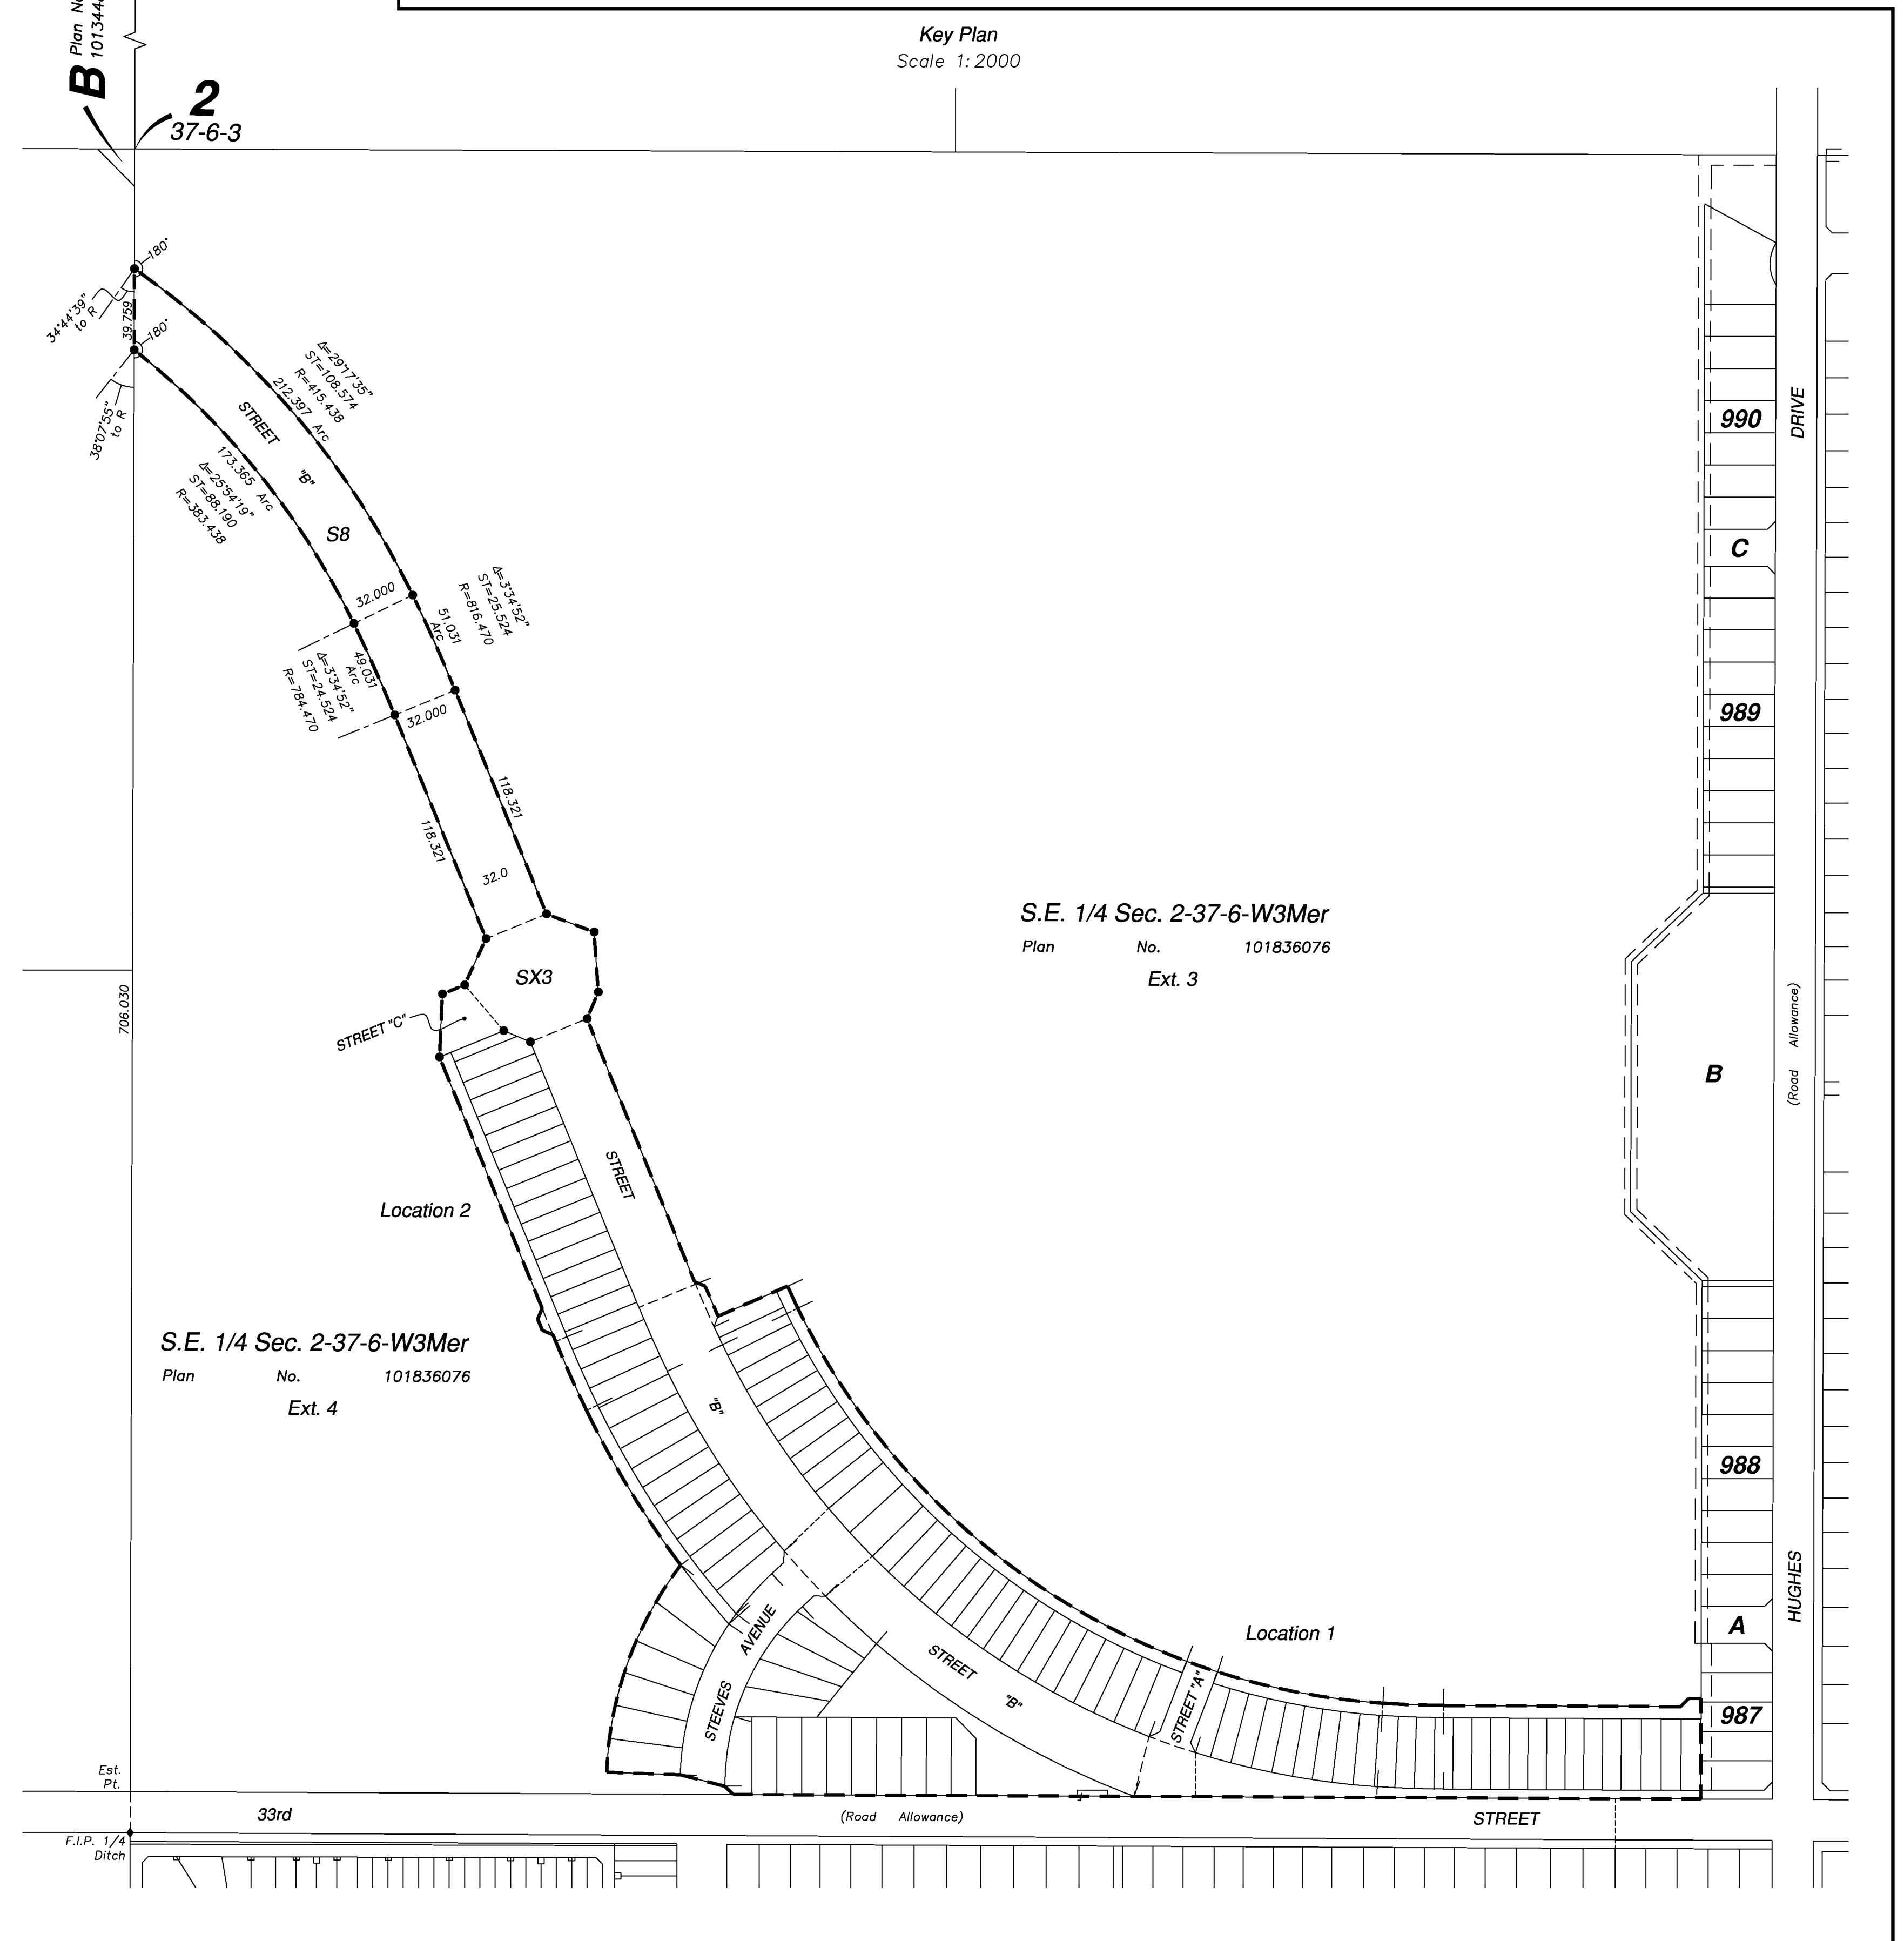 Key Plan
Scale 1:2000
B
2
37-6-3
180°
34°44'39"
to R
39.759
180°
38°07'55"
to R
Δ=29°17'35"
ST=108.574
R=415.438
212.397 Arc
STREET
"B"
173.365 Arc
Δ=25°54'19"
ST=88.190
R=383.438
S8
32.000
Δ=3°34'52"
ST=25.524
R=816.470
51.031
Arc
49.031
Arc
Δ=3°34'52"
ST=24.524
R=784.470
32.000
118.321
118.321
32.0
SX3
STREET "C"
706.030
S.E. 1/4 Sec. 2-37-6-W3Mer
Plan No. 101836076
Ext. 3
990
DRIVE
C
989
B
(Road Allowance)
STREET
Location 2
S.E. 1/4 Sec. 2-37-6-W3Mer
Plan No. 101836076
Ext. 4
"B"
988
HUGHES
A
Location 1
STEEVES AVENUE
STREET
"B"
STREET "A"
987
Est.
Pt.
33rd
(Road Allowance)
STREET
F.I.P. 1/4
Ditch